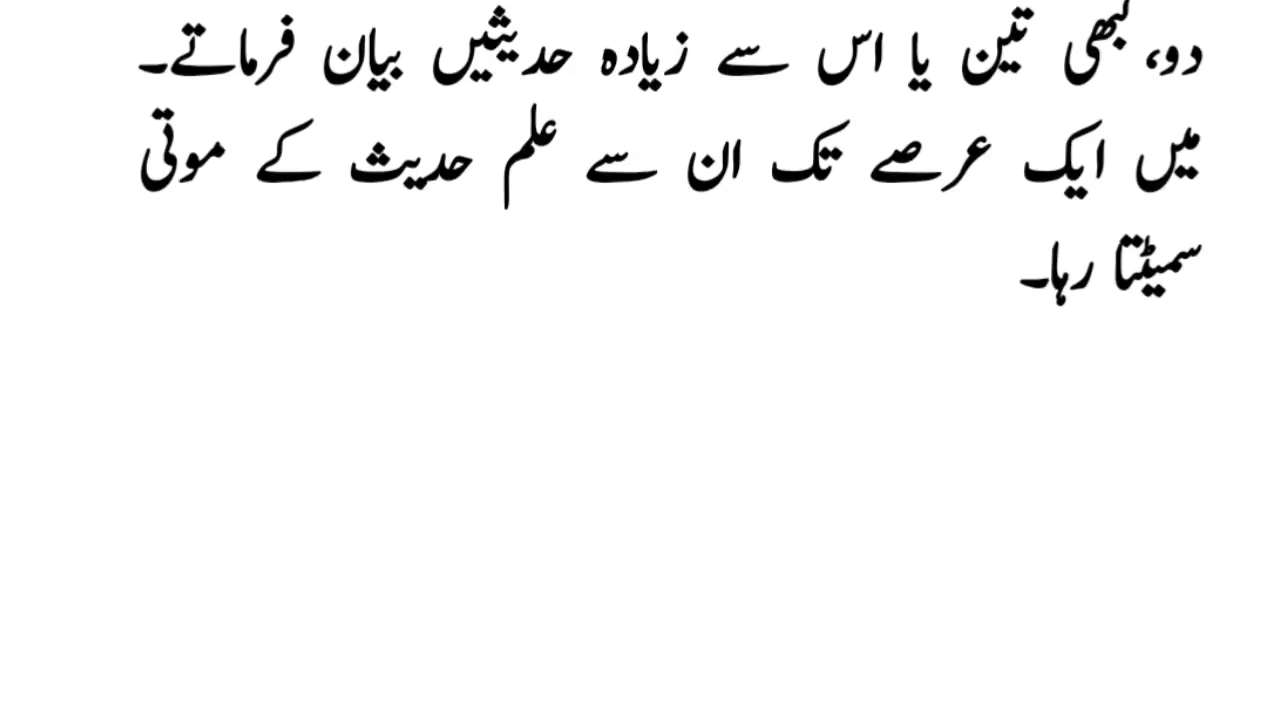 دو، کبھی تین یا اس سے زیادہ حدیثیں بیان فرماتے۔
میں ایک عرصے تک ان سے علم حدیث کے موتی
سمیٹتا رہا۔